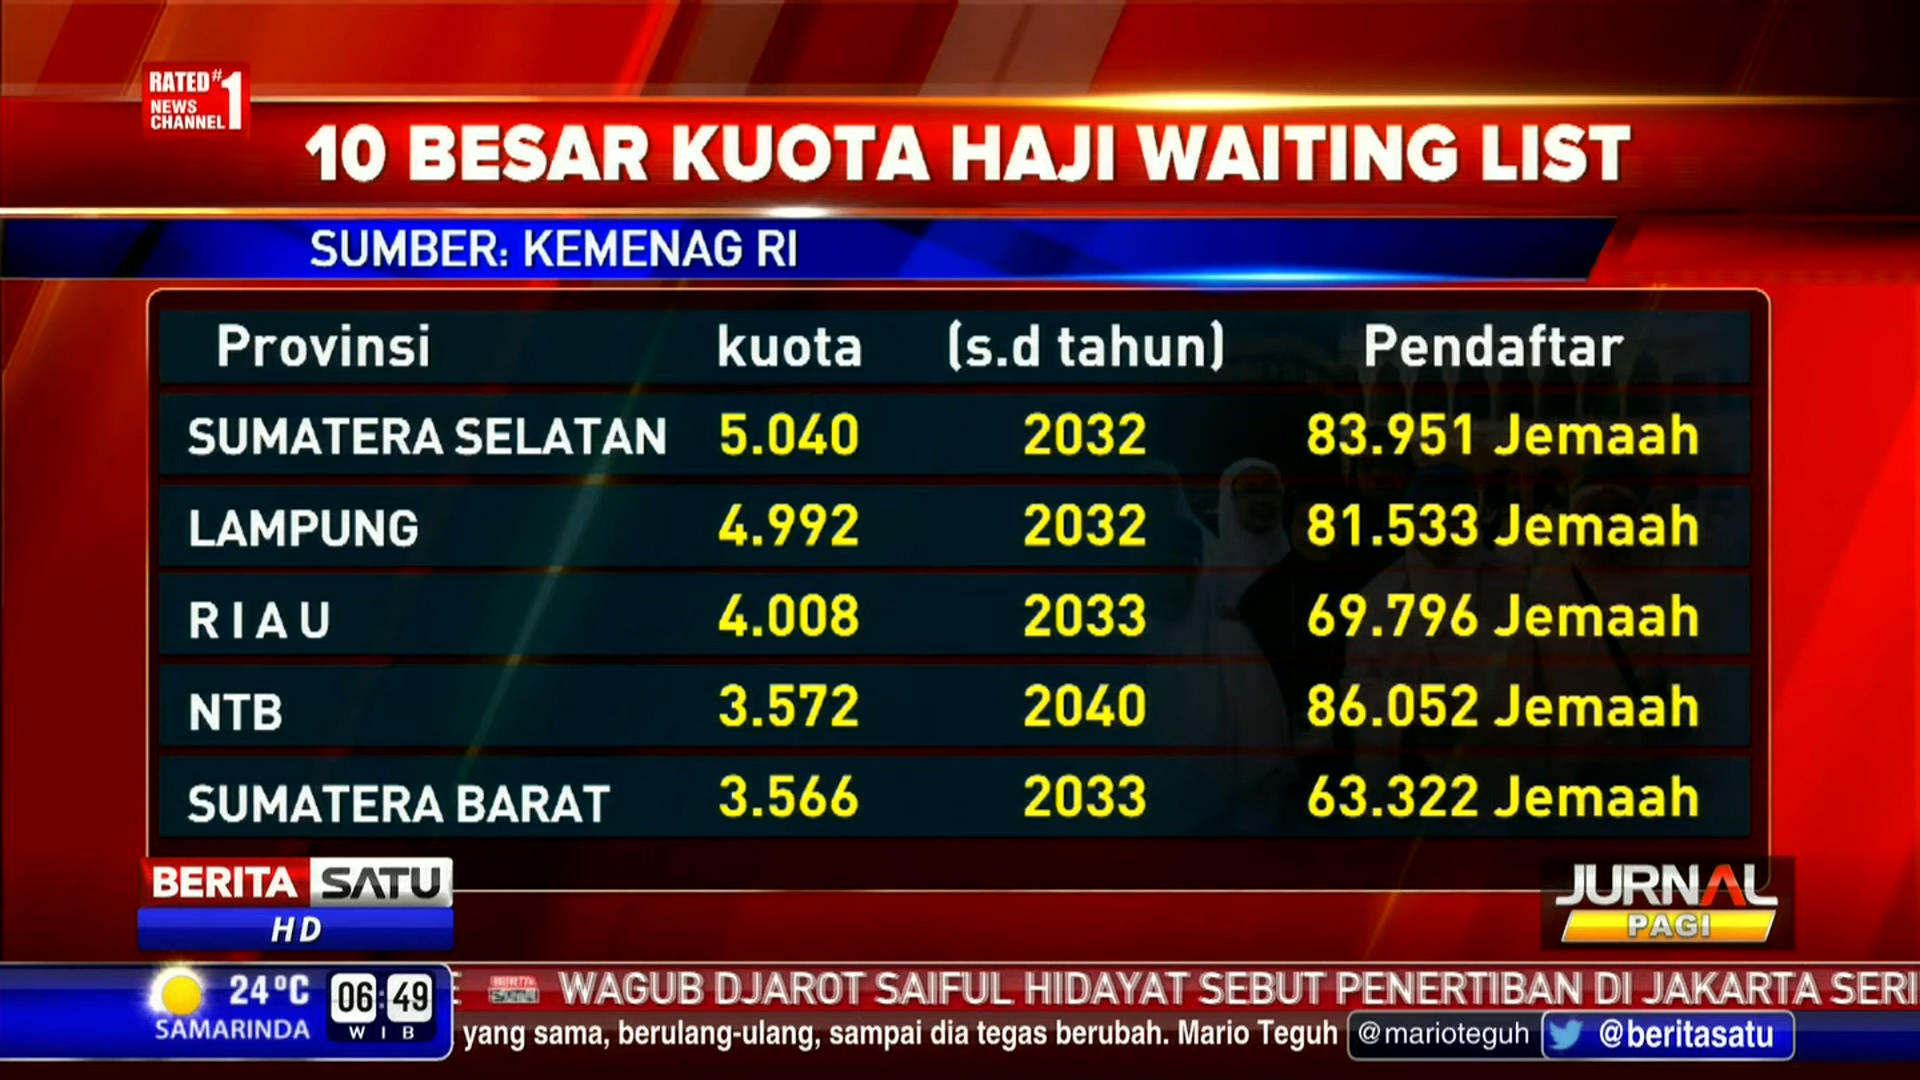 RATED #1
NEWS
CHANNEL
10 BESAR KUOTA HAJI WAITING LIST
SUMBER: KEMENAG RI
Provinsi kuota (s.d tahun) Pendaftar
SUMATERA SELATAN 5.040 2032 83.951 Jemaah
LAMPUNG 4.992 2032 81.533 Jemaah
R I A U 4.008 2033 69.796 Jemaah
NTB 3.572 2040 86.052 Jemaah
SUMATERA BARAT 3.566 2033 63.322 Jemaah
BERITA SATU
HD
JURNAL
PAGI
24°C
SAMARINDA
06:49
WIB
BERITA SATU WAGUB DJAROT SAIFUL HIDAYAT SEBUT PENERTIBAN DI JAKARTA SERI
yang sama, berulang-ulang, sampai dia tegas berubah. Mario Teguh @marioteguh @beritasatu